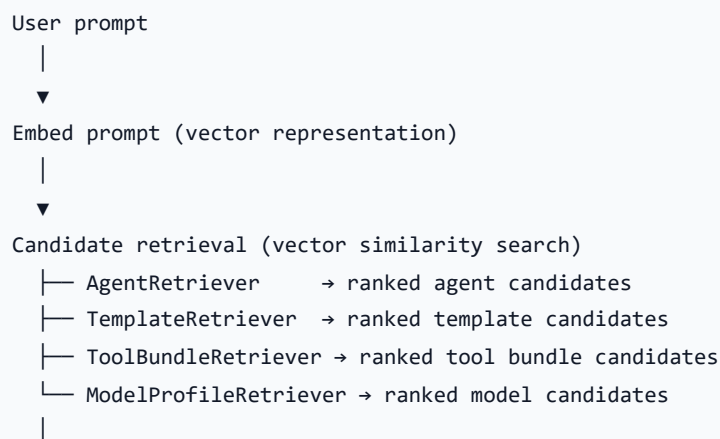 User prompt
  │
  ▼
Embed prompt (vector representation)
  │
  ▼
Candidate retrieval (vector similarity search)
  ├── AgentRetriever     → ranked agent candidates
  ├── TemplateRetriever  → ranked template candidates
  ├── ToolBundleRetriever → ranked tool bundle candidates
  └── ModelProfileRetriever → ranked model candidates
  │